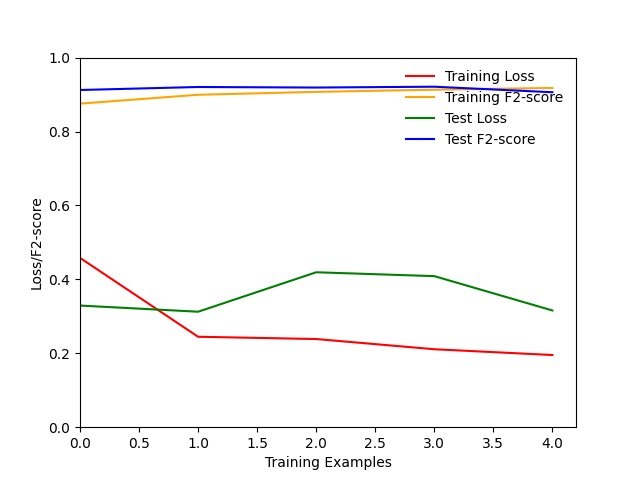 1.0
0.8
0.6
0.4
0.2
0.0
Loss/F2-score
Training Loss
Training F2-score
Test Loss
Test F2-score
0.0 0.5 1.0 1.5 2.0 2.5 3.0 3.5 4.0
Training Examples